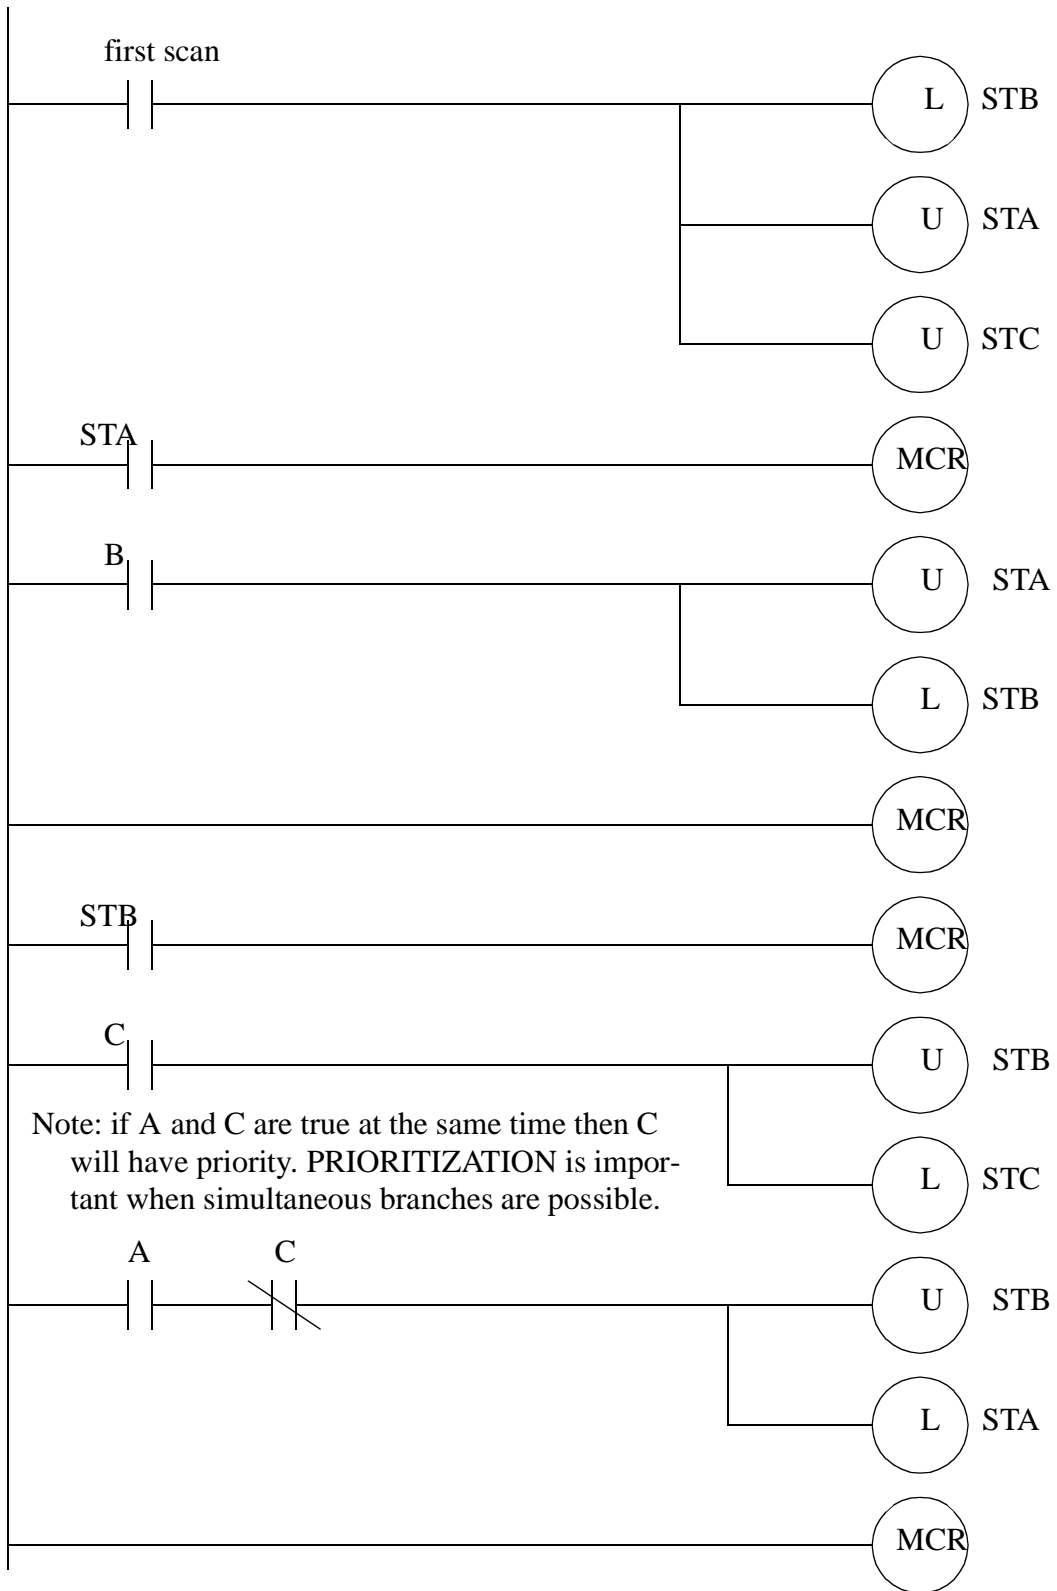 first scan
L STB
U STA
U STC
STA
MCR
B
U STA
L STB
MCR
STB
MCR
C
U STB
Note: if A and C are true at the same time then C
will have priority. PRIORITIZATION is impor-
tant when simultaneous branches are possible.
L STC
A C
U STB
L STA
MCR